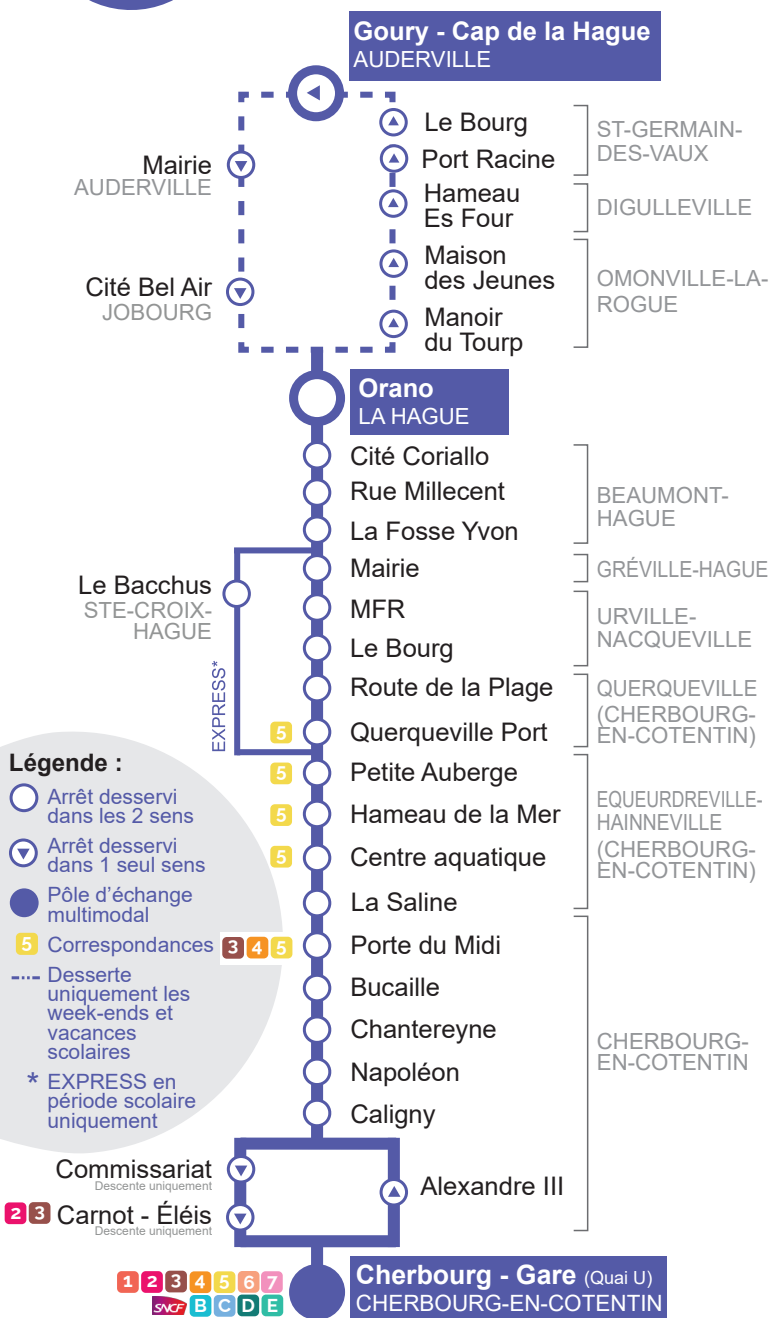 Goury - Cap de la Hague
AUDERVILLE
Le Bourg
Port Racine
ST-GERMAIN-
DES-VAUX
Mairie
AUDERVILLE
Hameau
Es Four
DIGULLEVILLE
Maison
des Jeunes
Manoir
du Tourp
OMONVILLE-LA-
ROGUE
Cité Bel Air
JOBOURG
Orano
LA HAGUE
Cité Coriallo
Rue Millecent
La Fosse Yvon
BEAUMONT-
HAGUE
Mairie
GRÉVILLE-HAGUE
Le Bacchus
STE-CROIX-
HAGUE
EXPRESS*
MFR
Le Bourg
URVILLE-
NACQUEVILLE
Route de la Plage
5 Querqueville Port
QUERQUEVILLE
(CHERBOURG-
EN-COTENTIN)
5 Petite Auberge
5 Hameau de la Mer
5 Centre aquatique
La Saline
EQUEURDREVILLE-
HAINNEVILLE
(CHERBOURG-
EN-COTENTIN)
3 4 5 Porte du Midi
Bucaille
Chantereyne
Napoléon
Caligny
CHERBOURG-
EN-COTENTIN
Commissariat
Descente uniquement
2 3 Carnot - Éléis
Descente uniquement
Alexandre III
1 2 3 4 5 6 7
SNCF B C D E
Cherbourg - Gare (Quai U)
CHERBOURG-EN-COTENTIN
Légende :
Arrêt desservi
dans les 2 sens
Arrêt desservi
dans 1 seul sens
Pôle d'échange
multimodal
5 Correspondances
Desserte
uniquement les
week-ends et
vacances
scolaires
* EXPRESS en
période scolaire
uniquement